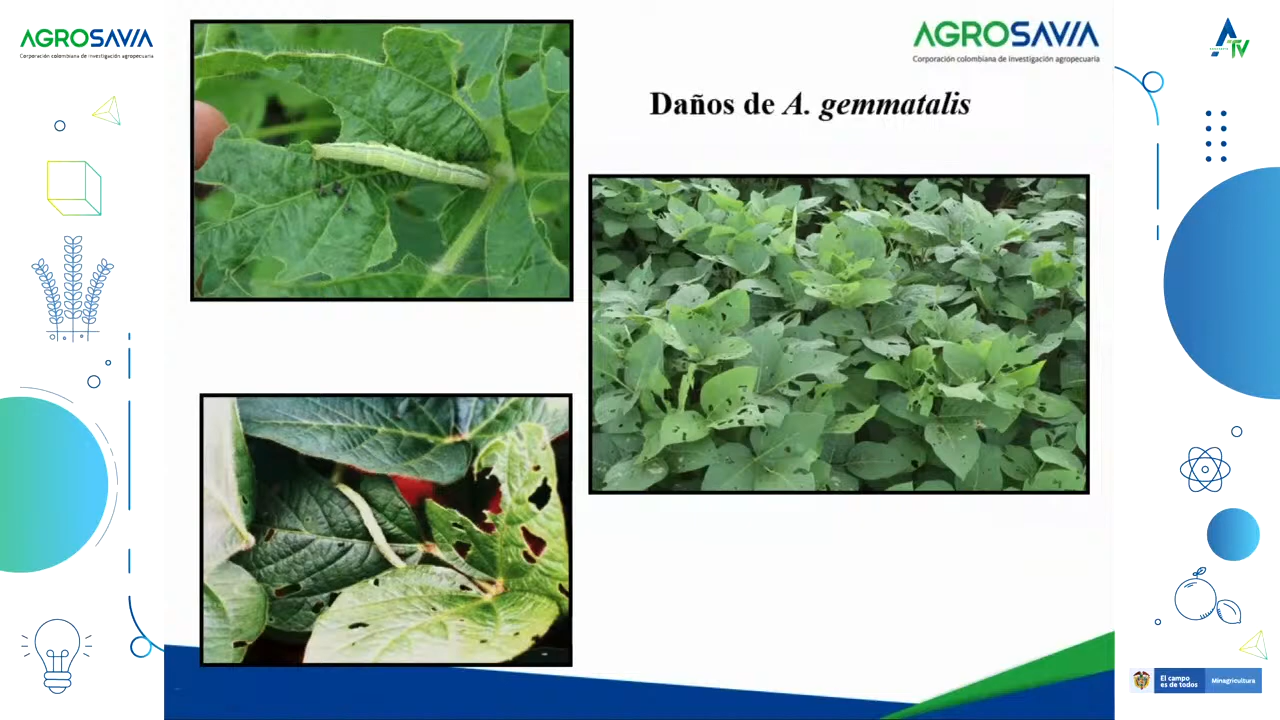 AGROSAVIA
Corporación colombiana de investigación agropecuaria
AGROSAVIA
Corporación colombiana de investigación agropecuaria
A
TV
Daños de A. gemmatalis
El campo
es de todos
Minagricultura